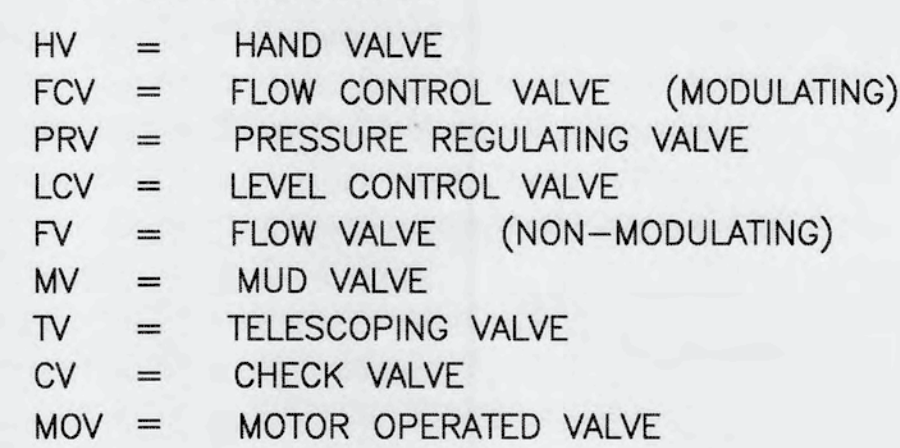 HV = HAND VALVE
FCV = FLOW CONTROL VALVE (MODULATING)
PRV = PRESSURE REGULATING VALVE
LCV = LEVEL CONTROL VALVE
FV = FLOW VALVE (NON-MODULATING)
MV = MUD VALVE
TV = TELESCOPING VALVE
CV = CHECK VALVE
MOV = MOTOR OPERATED VALVE